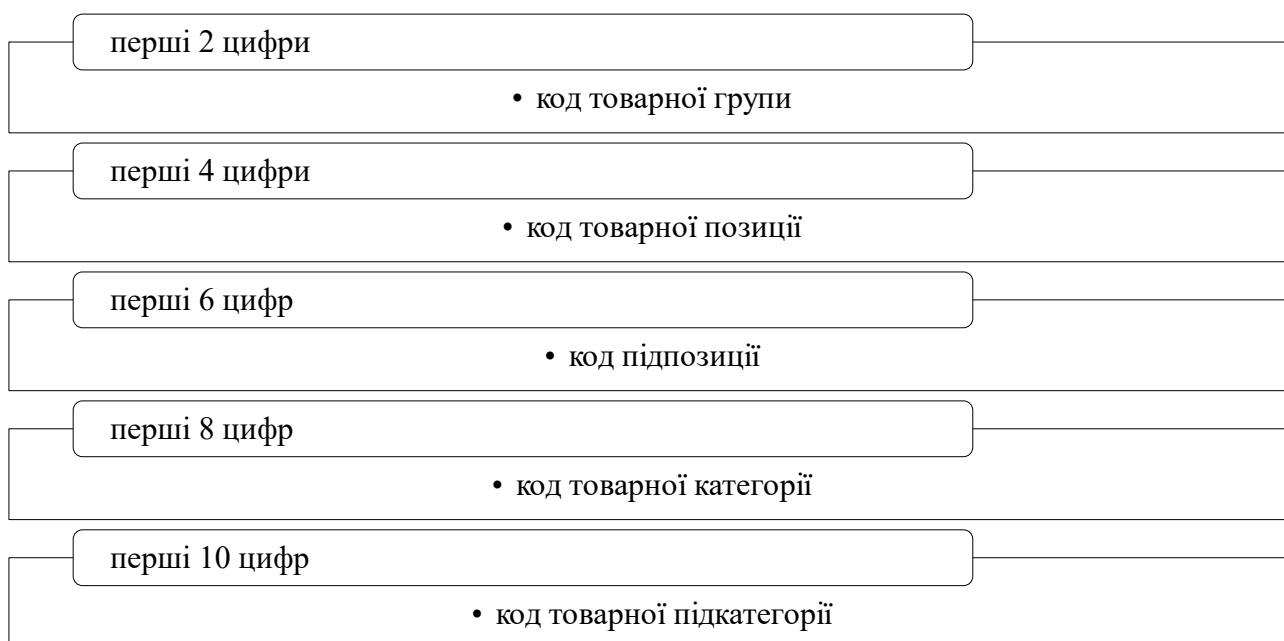 перші 2 цифри
• код товарної групи
перші 4 цифри
• код товарної позиції
перші 6 цифр
• код підпозиції
перші 8 цифр
• код товарної категорії
перші 10 цифр
• код товарної підкатегорії